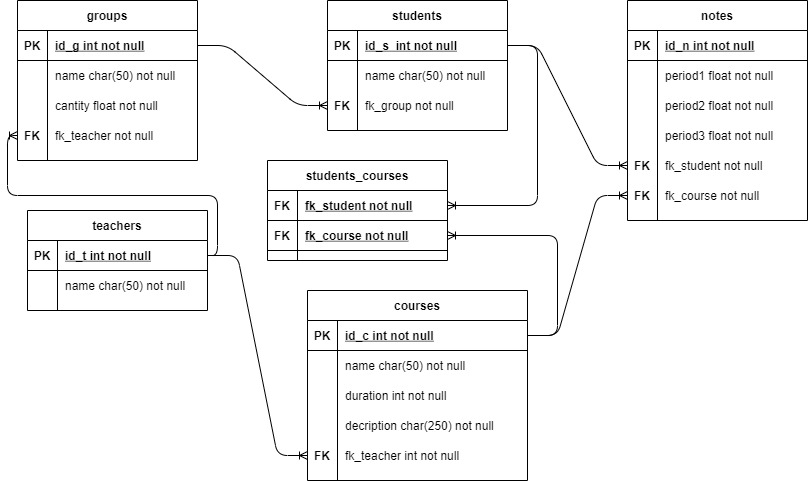 groups
PK id_g int not null
name char(50) not null
cantity float not null
FK fk_teacher not null
students
PK id_s int not null
name char(50) not null
FK fk_group not null
notes
PK id_n int not null
period1 float not null
period2 float not null
period3 float not null
FK fk_student not null
FK fk_course not null
students_courses
FK fk_student not null
FK fk_course not null
teachers
PK id_t int not null
name char(50) not null
courses
PK id_c int not null
name char(50) not null
duration int not null
decription char(250) not null
FK fk_teacher int not null